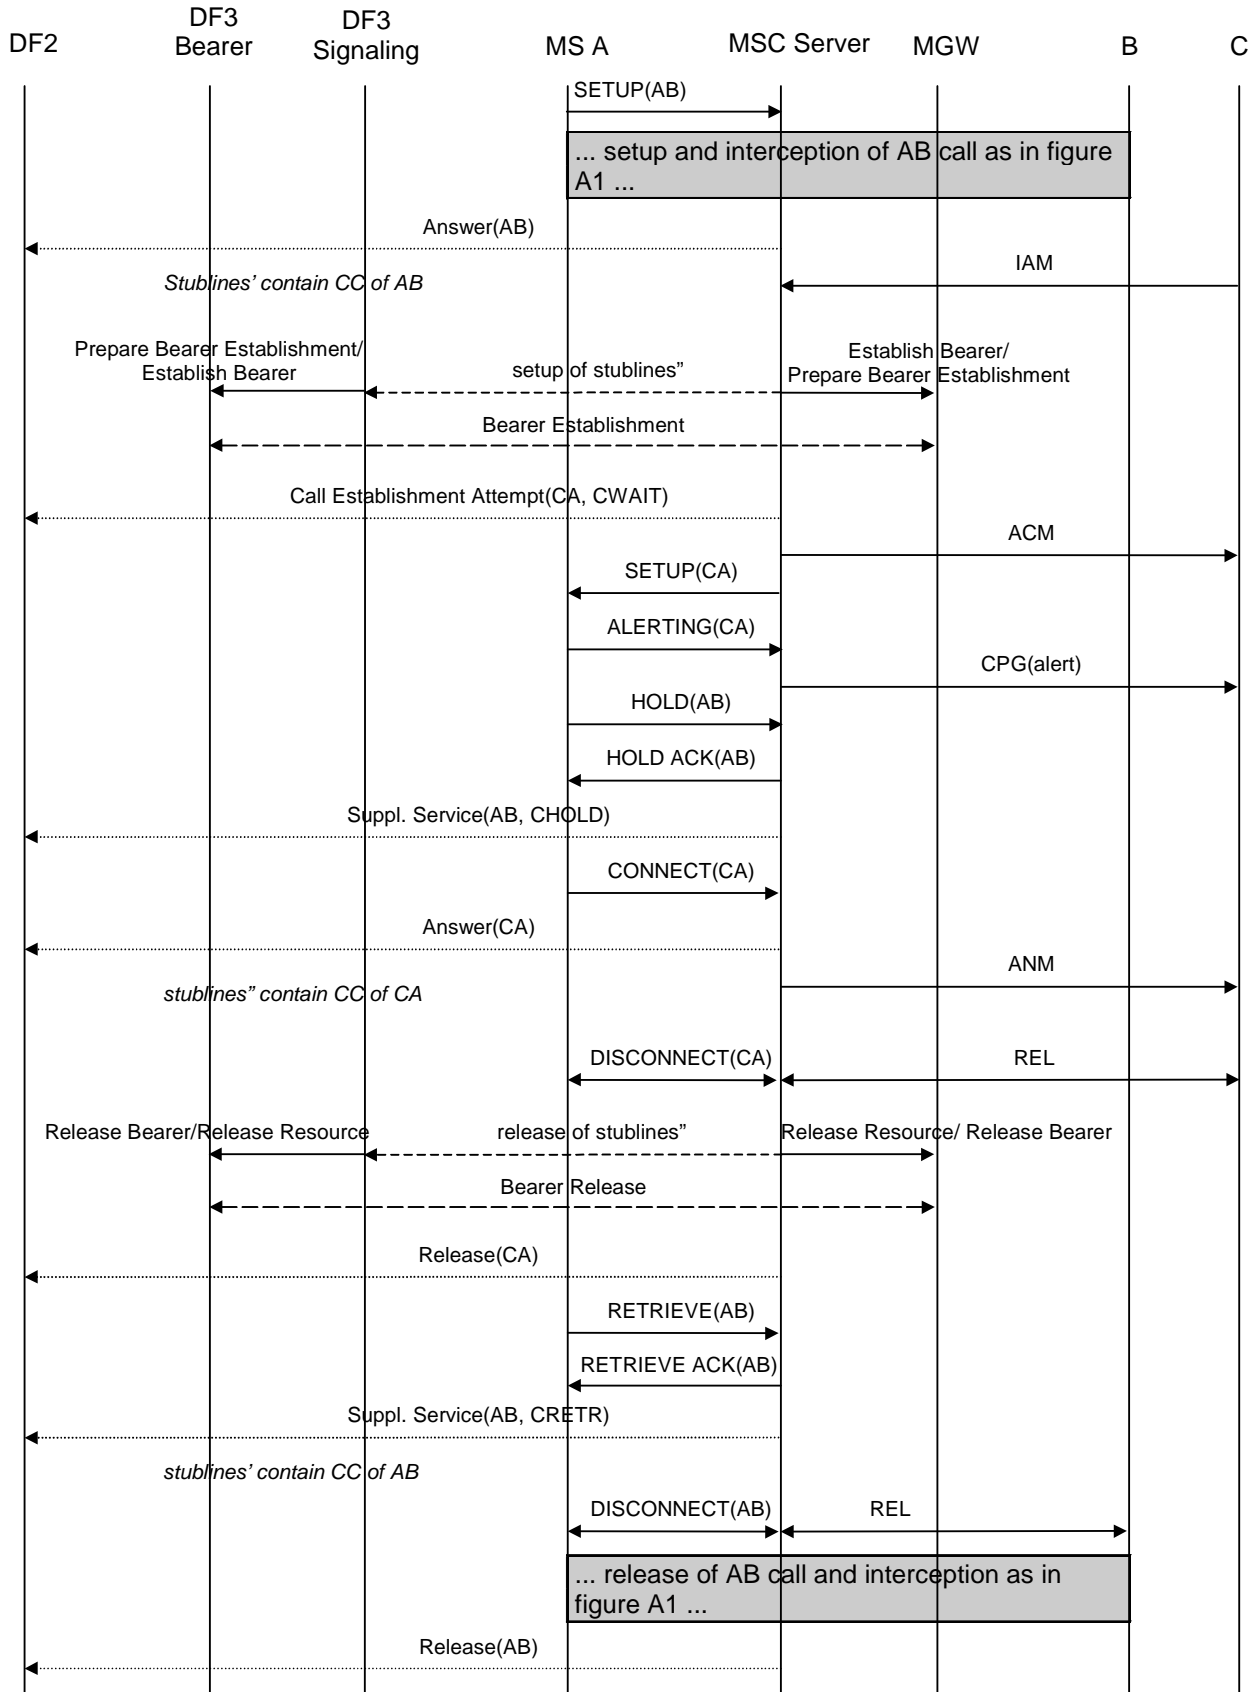 DF2
DF3
Bearer
DF3
Signaling
MS A
MSC Server
MGW
B
C
SETUP(AB)
... setup and interception of AB call as in figure
A1 ...
Answer(AB)
IAM
Stublines’ contain CC of AB
Prepare Bearer Establishment/
Establish Bearer
setup of stublines”
Establish Bearer/
Prepare Bearer Establishment
Bearer Establishment
Call Establishment Attempt(CA, CWAIT)
ACM
SETUP(CA)
ALERTING(CA)
CPG(alert)
HOLD(AB)
HOLD ACK(AB)
Suppl. Service(AB, CHOLD)
CONNECT(CA)
Answer(CA)
ANM
stublines” contain CC of CA
DISCONNECT(CA)
REL
Release Bearer/Release Resource
release of stublines”
Release Resource/ Release Bearer
Bearer Release
Release(CA)
RETRIEVE(AB)
RETRIEVE ACK(AB)
Suppl. Service(AB, CRETR)
stublines’ contain CC of AB
DISCONNECT(AB)
REL
... release of AB call and interception as in
figure A1 ...
Release(AB)